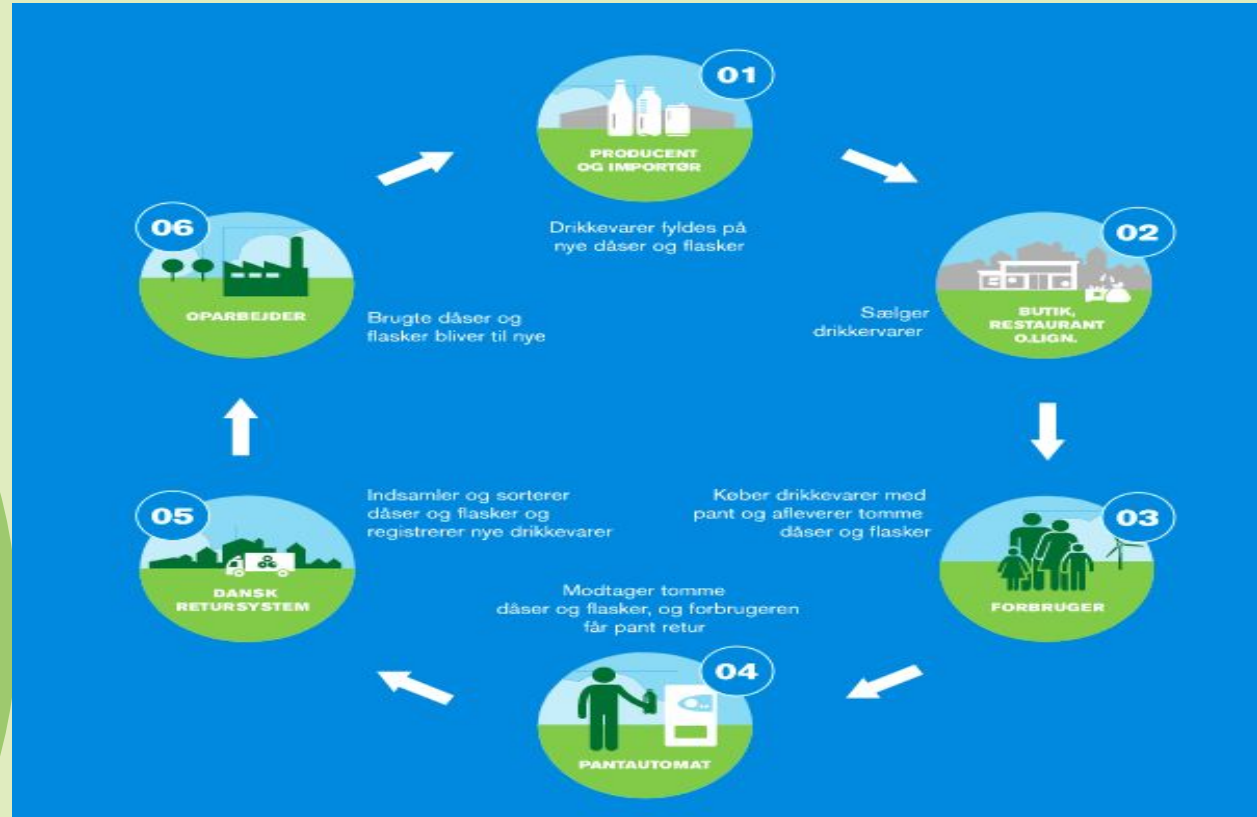 01
PRODUCENT
OG IMPORTØR
Drikkevarer fyldes på
nye dåser og flasker
02
BUTIK,
RESTAURANT
O.LIGN.
Sælger
drikkervarer
03
FORBRUGER
Køber drikkevarer med
pant og afleverer tomme
dåser og flasker
04
PANTAUTOMAT
Modtager tomme
dåser og flasker, og forbrugeren
får pant retur
05
DANSK
RETURSYSTEM
Indsamler og sorterer
dåser og flasker og
registrerer nye drikkevarer
06
OPARBEJDER
Brugte dåser og
flasker bliver til nye